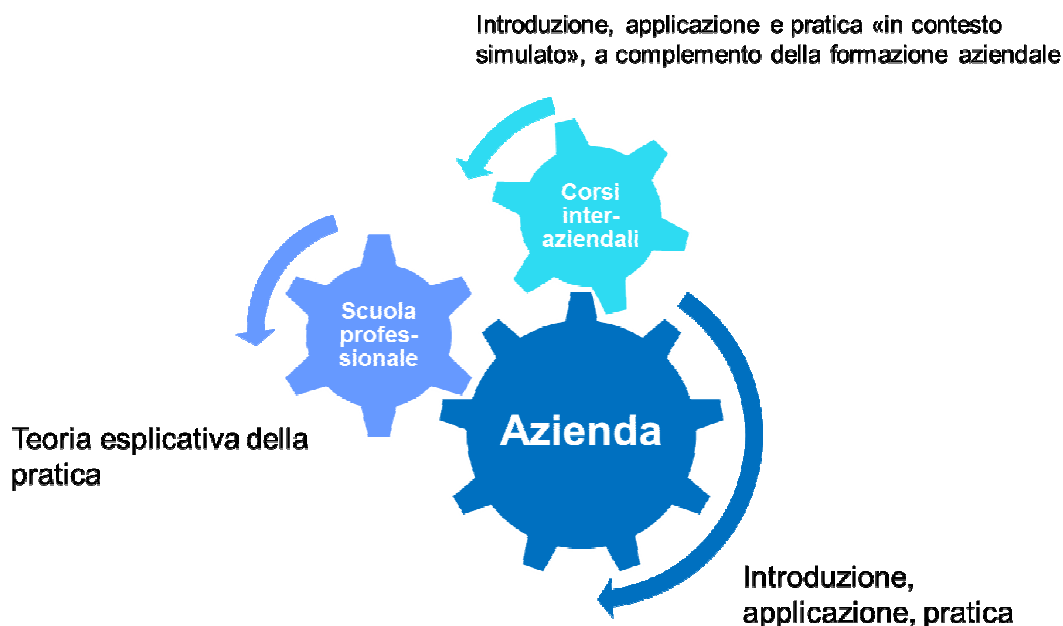 Introduzione, applicazione e pratica «in contesto
simulato», a complemento della formazione aziendale
Corsi
inter-
aziendali
Scuola
profes-
sionale
Azienda
Teoria esplicativa della
pratica
Introduzione,
applicazione, pratica